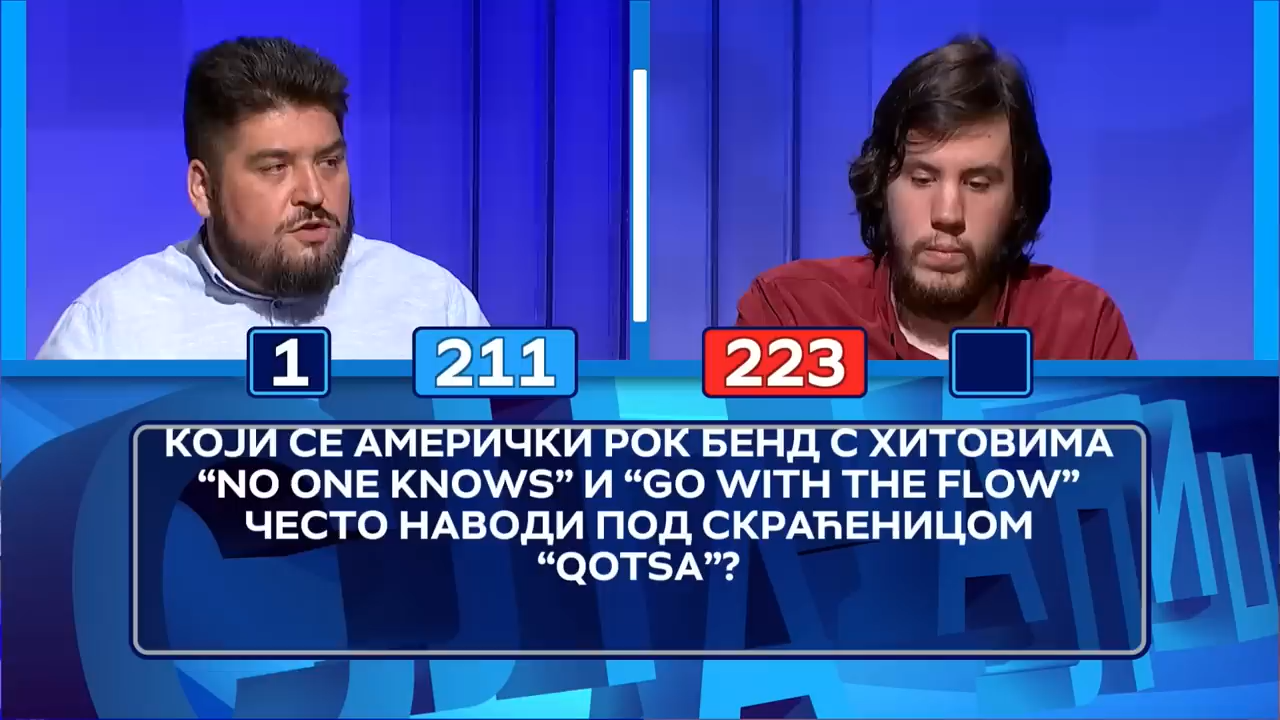 1 211 223
КОЈИ СЕ АМЕРИЧКИ РОК БЕНД С ХИТОВИМА
“NO ONE KNOWS” И “GO WITH THE FLOW”
ЧЕСТО НАВОДИ ПОД СКРАЋЕНИЦОМ
“QOTSA”?